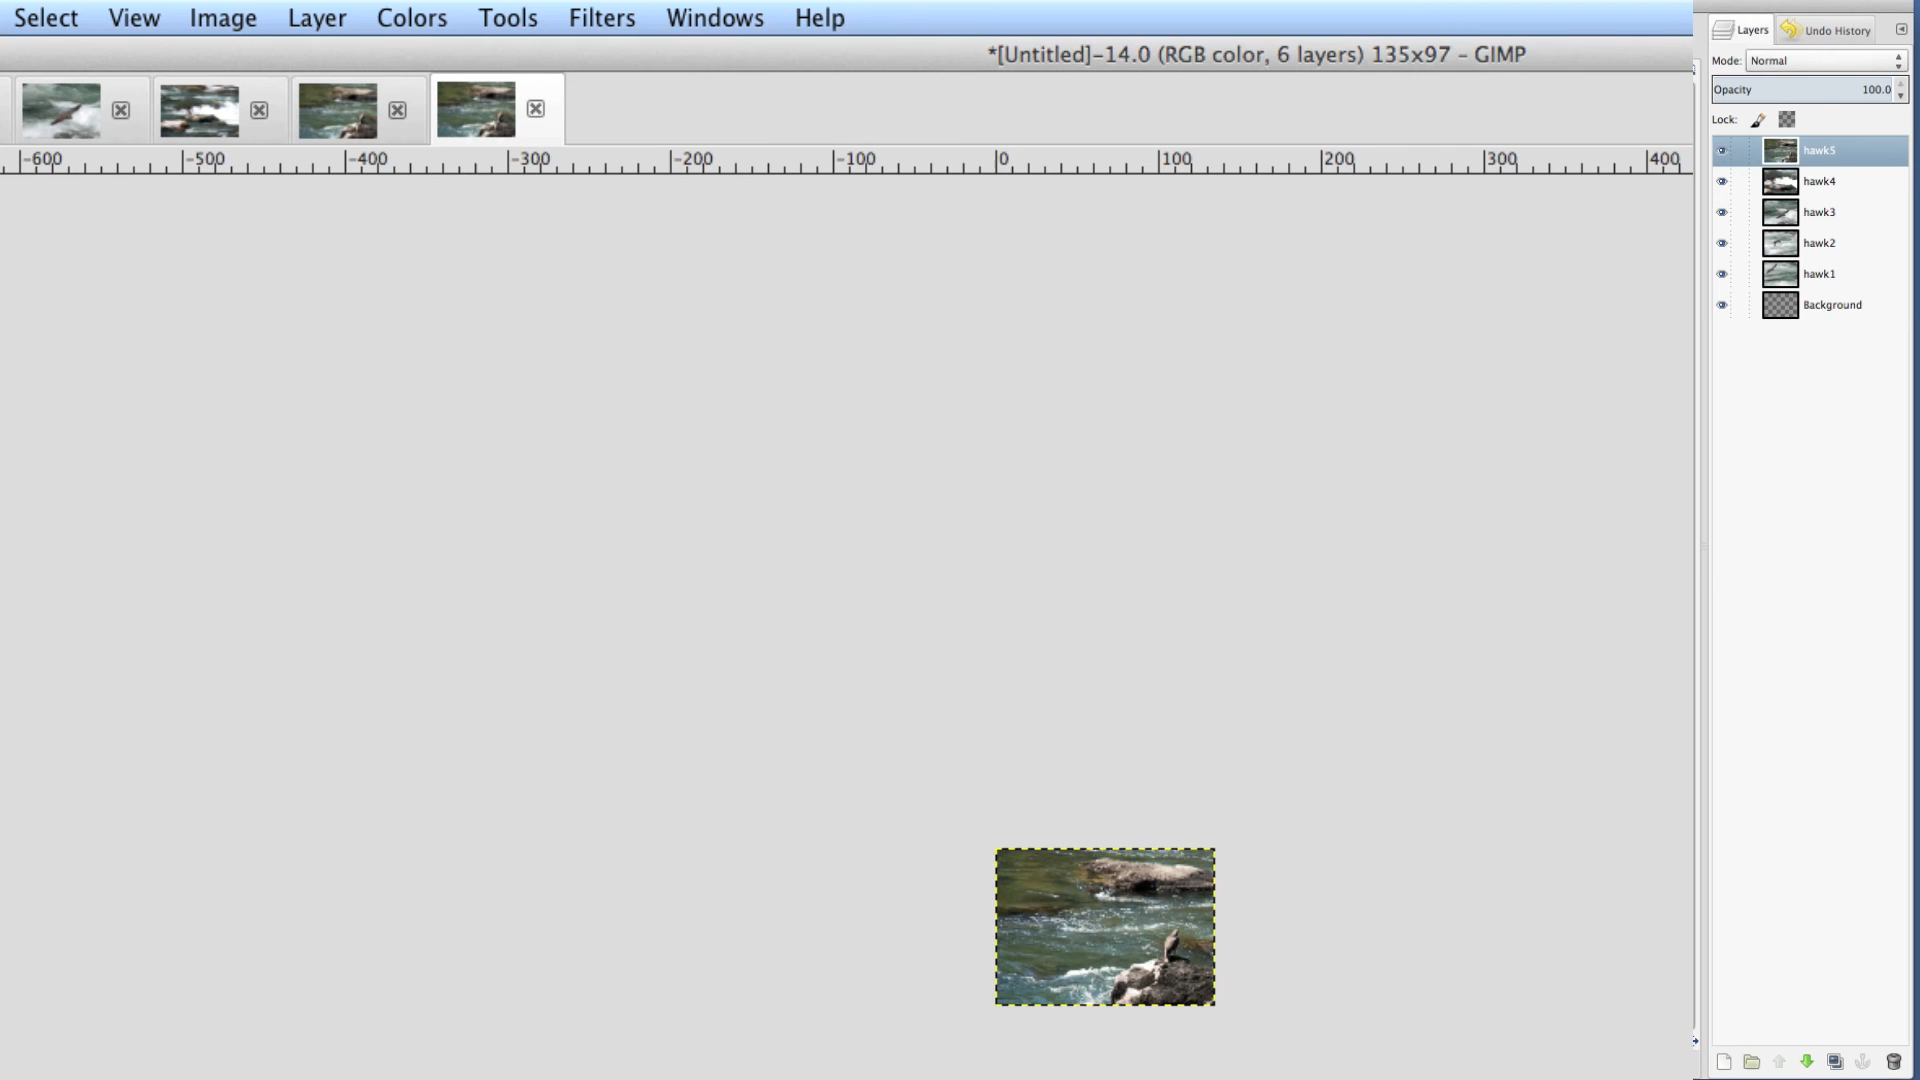 Select View Image Layer Colors Tools Filters Windows Help
*[Untitled]-14.0 (RGB color, 6 layers) 135x97 – GIMP
-600 -500 -400 -300 -200 -100 0 100 200 300 400
Layers Undo History
Mode: Normal
Opacity 100.0
Lock:
hawk5
hawk4
hawk3
hawk2
hawk1
Background